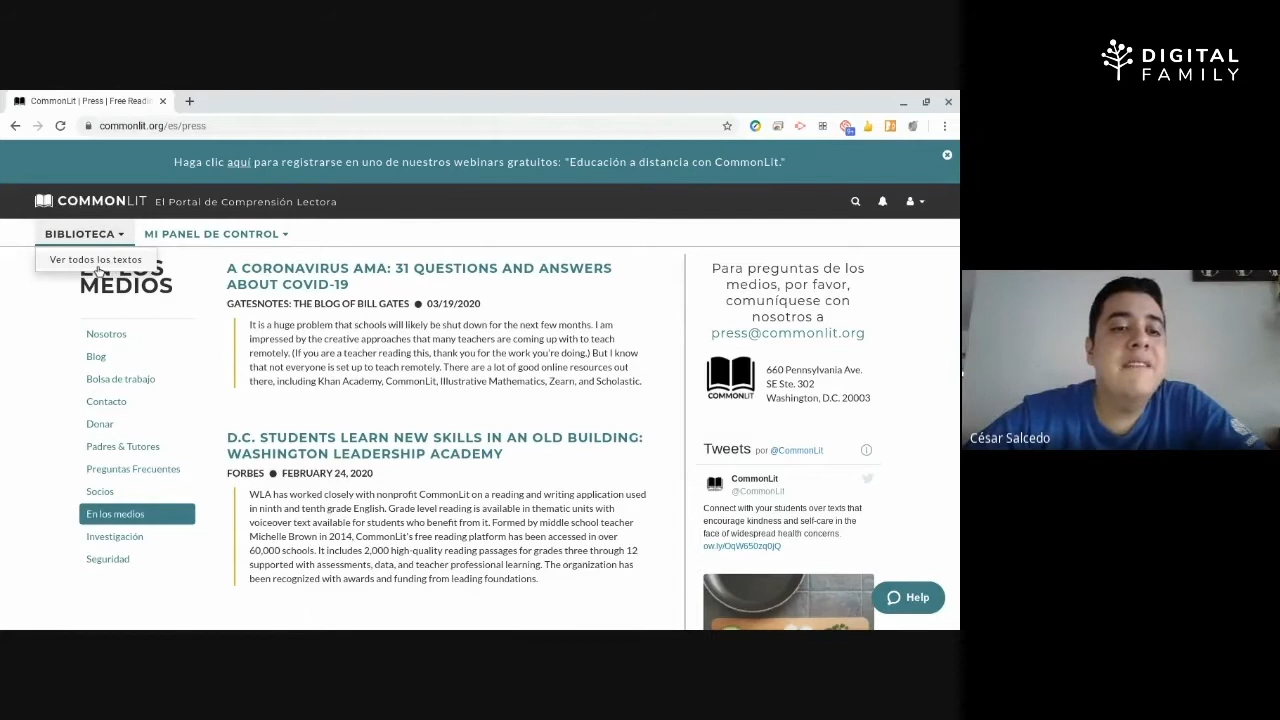 DIGITAL
FAMILY
CommonLit | Press | Free Readi
commonlit.org/es/press
Haga clic aquí para registrarse en uno de nuestros webinars gratuitos: "Educación a distancia con CommonLit."
COMMONLIT El Portal de Comprensión Lectora
BIBLIOTECA MI PANEL DE CONTROL
Ver todos los textos
MEDIOS
Nosotros
Blog
Bolsa de trabajo
Contacto
Donar
Padres & Tutores
Preguntas Frecuentes
Socios
En los medios
Investigación
Seguridad
A CORONAVIRUS AMA: 31 QUESTIONS AND ANSWERS
ABOUT COVID-19
GATESNOTES: THE BLOG OF BILL GATES ● 03/19/2020
It is a huge problem that schools will likely be shut down for the next few months. I am
impressed by the creative approaches that many teachers are coming up with to teach
remotely. (If you are a teacher reading this, thank you for the work you're doing.) But I know
that not everyone is set up to teach remotely. There are a lot of good online resources out
there, including Khan Academy, CommonLit, Illustrative Mathematics, Zearn, and Scholastic.
D.C. STUDENTS LEARN NEW SKILLS IN AN OLD BUILDING:
WASHINGTON LEADERSHIP ACADEMY
FORBES ● FEBRUARY 24, 2020
WLA has worked closely with nonprofit CommonLit on a reading and writing application used
in ninth and tenth grade English. Grade level reading is available in thematic units with
voiceover text available for students who benefit from it. Formed by middle school teacher
Michelle Brown in 2014, CommonLit's free reading platform has been accessed in over
60,000 schools. It includes 2,000 high-quality reading passages for grades three through 12
supported with assessments, data, and teacher professional learning. The organization has
been recognized with awards and funding from leading foundations.
Para preguntas de los
medios, por favor,
comuníquese con
nosotros a
press@commonlit.org
COMMONLIT
660 Pennsylvania Ave.
SE Ste. 302
Washington, D.C. 20003
Tweets por @CommonLit
CommonLit
@CommonLit
Connect with your students over texts that
encourage kindness and self-care in the
face of widespread health concerns.
ow.ly/OqW650zq0jQ
Help
César Salcedo